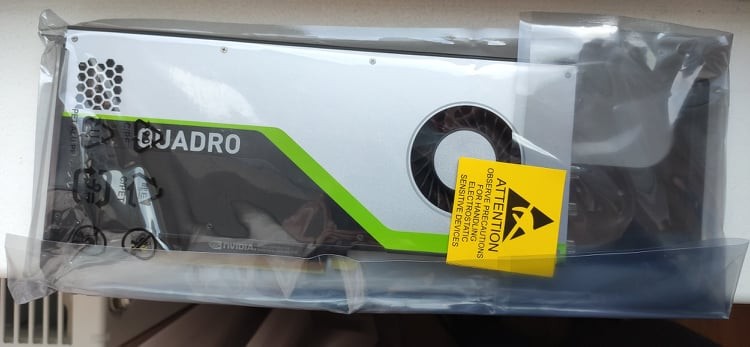 QUADRO
NVIDIA
ATTENTION
OBSERVE PRECAUTIONS
FOR HANDLING
ELECTROSTATIC
SENSITIVE DEVICES